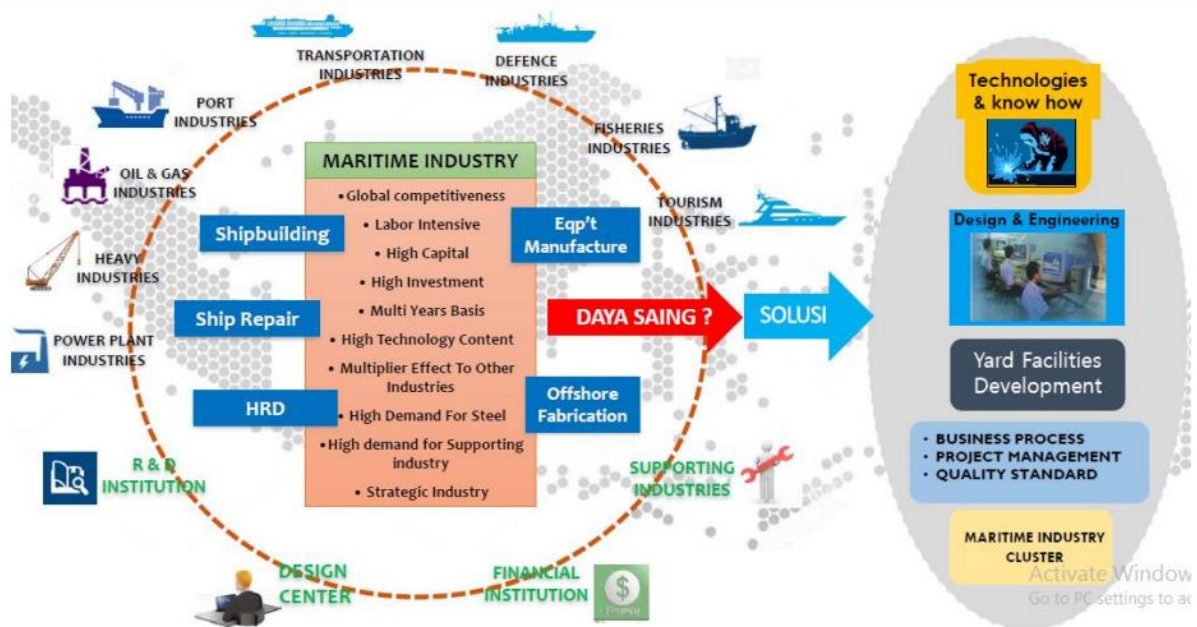 TRANSPORTATION
INDUSTRIES
DEFENCE
INDUSTRIES
PORT
INDUSTRIES
FISHERIES
INDUSTRIES
OIL & GAS
INDUSTRIES
TOURISM
INDUSTRIES
HEAVY
INDUSTRIES
POWER PLANT
INDUSTRIES
R & D
INSTITUTION
DESIGN
CENTER
FINANCIAL
INSTITUTION
$
Finance
SUPPORTING
INDUSTRIES
MARITIME INDUSTRY
•Global competitiveness
• Labor Intensive
• High Capital
• High Investment
• Multi Years Basis
• High Technology Content
• Multiplier Effect To Other
Industries
• High Demand For Steel
•High demand for Supporting
industry
• Strategic Industry
Shipbuilding
Ship Repair
HRD
Eqp't
Manufacture
Offshore
Fabrication
DAYA SAING ?
SOLUSI
Technologies
& know how
Design & Engineering
Yard Facilities
Development
• BUSINESS PROCESS
• PROJECT MANAGEMENT
• QUALITY STANDARD
MARITIME INDUSTRY
CLUSTER
Activate Window
Go to PC settings to ac